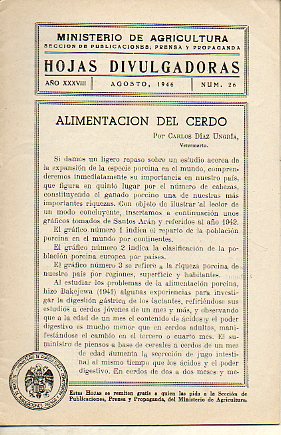 MINISTERIO DE AGRICULTURA
SECCION DE PUBLICACIONES, PRENSA Y PROPAGANDA
HOJAS DIVULGADORAS
AÑO XXXVIII AGOSTO, 1946 NUM. 26
ALIMENTACION DEL CERDO
Por Carlos Díaz Ungría,
Veterinario.
Si damos un ligero repaso sobre un estudio acerca de
la expansión de la especie porcina en el mundo, compren-
deremos inmediatamente su importancia en nuestro país,
que figura en quinto lugar por el número de cabezas,
constituyendo el ganado porcino una de nuestras más
importantes riquezas. Con objeto de ilustrar al lector de
un modo concluyente, insertamos a continuación unos
gráficos tomados de Santos Arán y referidos al año 1942.
El gráfico número 1 indica el reparto de la población
porcina en el mundo por continentes.
El gráfico número 2 indica la clasificación de la po-
blación porcina europea por países.
El gráfico número 3 se refiere a la riqueza porcina de
nuestro país por regiones, superficie y habitantes.
Al estudiar los problemas de la alimentación porcina,
hizo Bakejewa (1941) algunas experiencias para investi-
gar la digestión gástrica de los lactantes, refiriéndose sus
estudios a cerdos jóvenes de un mes y más, y observando
que a la edad de un mes el contenido de ácidos y el poder
digestivo es mucho menor que en cerdos adultos, mani-
festándose el cambio en el tercero o cuarto mes. El su-
ministro de piensos a base de cereales a cerdos de un mes
de edad aumenta la secreción de jugo intesti-
nal al mismo tiempo que los ácidos y el poder
digestivo. En cerdos de dos a dos meses y me-
Estas Hojas se remiten gratis a quien las pida a la Sección de
Publicaciones, Prensa y Propaganda, del Ministerio de Agricultura.